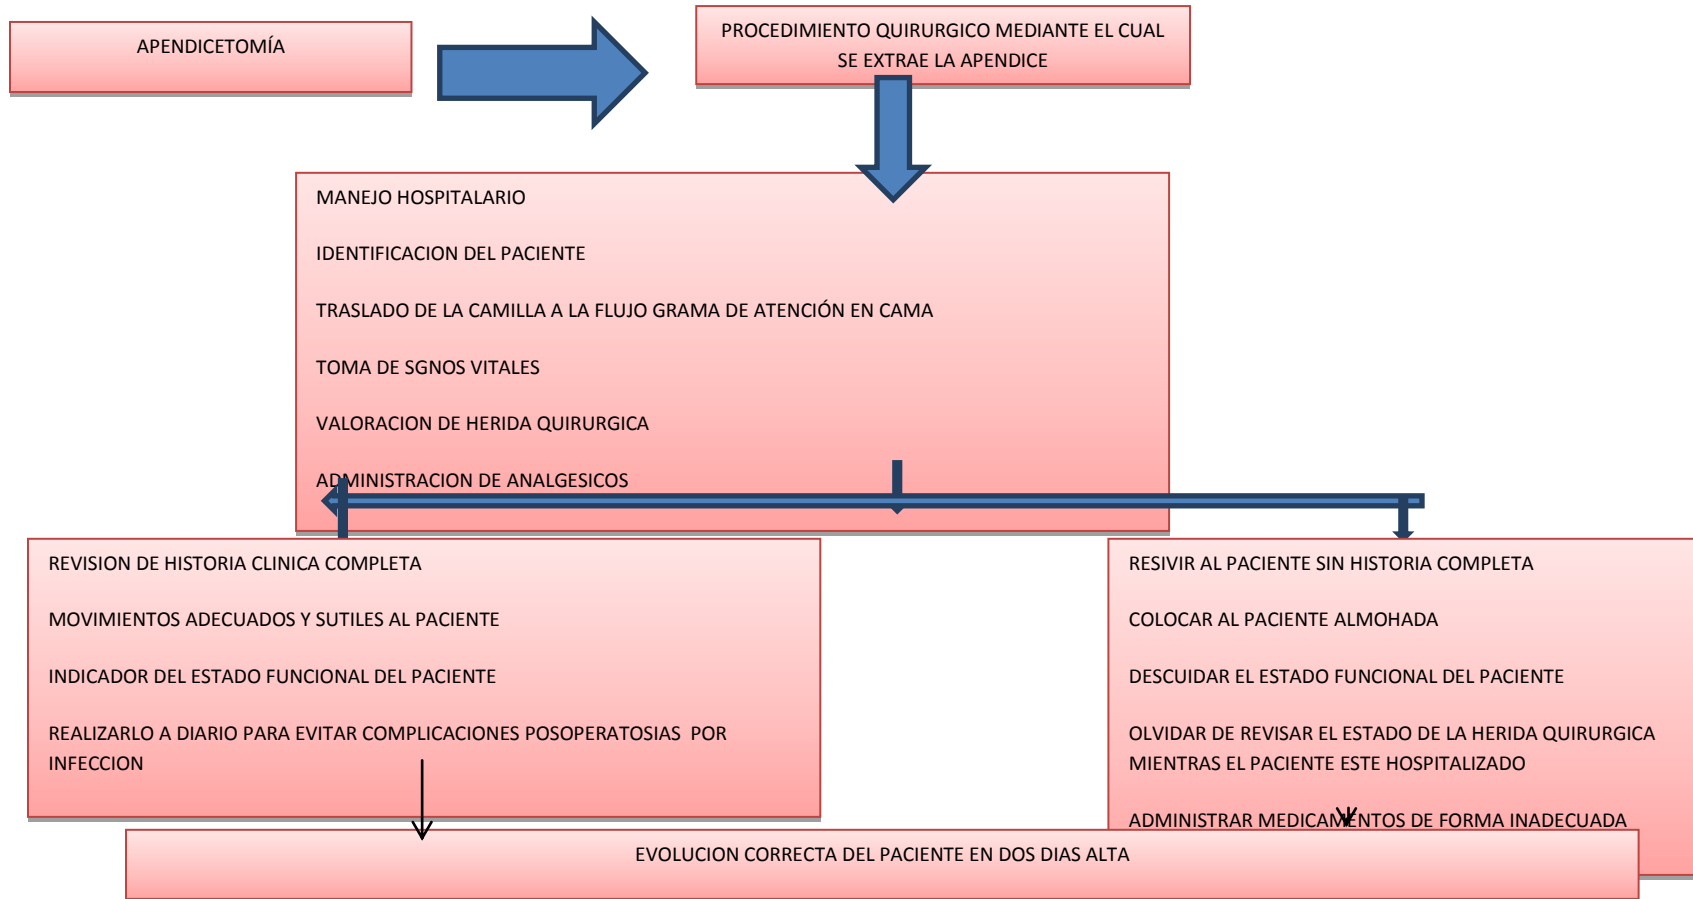 APENDICETOMÍA
PROCEDIMIENTO QUIRURGICO MEDIANTE EL CUAL
SE EXTRAE LA APENDICE
MANEJO HOSPITALARIO
IDENTIFICACION DEL PACIENTE
TRASLADO DE LA CAMILLA A LA FLUJO GRAMA DE ATENCIÓN EN CAMA
TOMA DE SGNOS VITALES
VALORACION DE HERIDA QUIRURGICA
ADMINISTRACION DE ANALGESICOS
REVISION DE HISTORIA CLINICA COMPLETA
MOVIMIENTOS ADECUADOS Y SUTILES AL PACIENTE
INDICADOR DEL ESTADO FUNCIONAL DEL PACIENTE
REALIZARLO A DIARIO PARA EVITAR COMPLICACIONES POSOPERATOSIAS POR
INFECCION
RESIVIR AL PACIENTE SIN HISTORIA COMPLETA
COLOCAR AL PACIENTE ALMOHADA
DESCUIDAR EL ESTADO FUNCIONAL DEL PACIENTE
OLVIDAR DE REVISAR EL ESTADO DE LA HERIDA QUIRURGICA
MIENTRAS EL PACIENTE ESTE HOSPITALIZADO
ADMINISTRAR MEDICAMENTOS DE FORMA INADECUADA
EVOLUCION CORRECTA DEL PACIENTE EN DOS DIAS ALTA